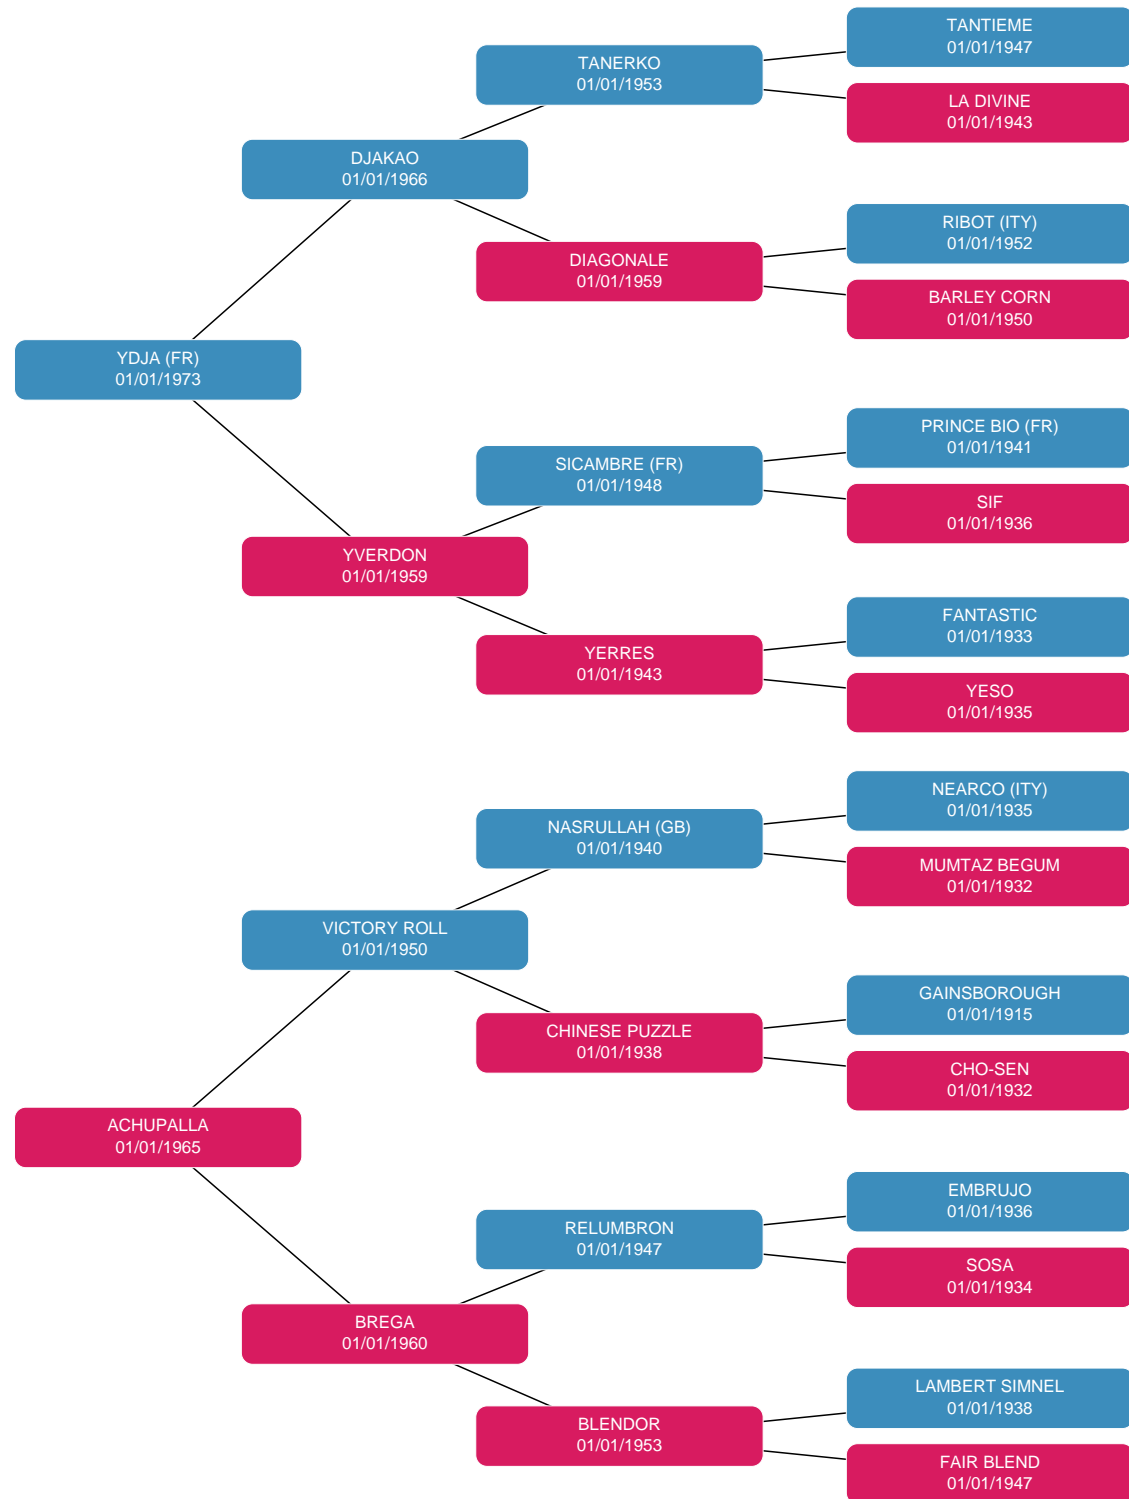 TANTIEME
01/01/1947
TANERKO
01/01/1953
LA DIVINE
01/01/1943
DJAKAO
01/01/1966
RIBOT (ITY)
01/01/1952
DIAGONALE
01/01/1959
BARLEY CORN
01/01/1950
YDJA (FR)
01/01/1973
PRINCE BIO (FR)
01/01/1941
SICAMBRE (FR)
01/01/1948
SIF
01/01/1936
YVERDON
01/01/1959
FANTASTIC
01/01/1933
YERRES
01/01/1943
YESO
01/01/1935
NEARCO (ITY)
01/01/1935
NASRULLAH (GB)
01/01/1940
MUMTAZ BEGUM
01/01/1932
VICTORY ROLL
01/01/1950
GAINSBOROUGH
01/01/1915
CHINESE PUZZLE
01/01/1938
CHO-SEN
01/01/1932
ACHUPALLA
01/01/1965
EMBRUJO
01/01/1936
RELUMBRON
01/01/1947
SOSA
01/01/1934
BREGA
01/01/1960
LAMBERT SIMNEL
01/01/1938
BLENDOR
01/01/1953
FAIR BLEND
01/01/1947